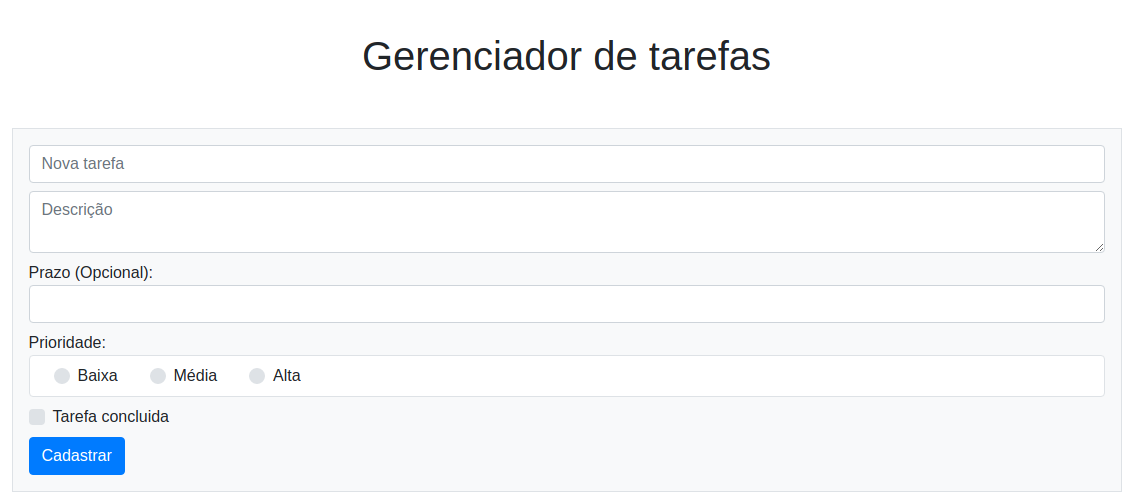 Gerenciador de tarefas
Nova tarefa
Descrição
Prazo (Opcional):
Prioridade:
Baixa Média Alta
Tarefa concluida
Cadastrar